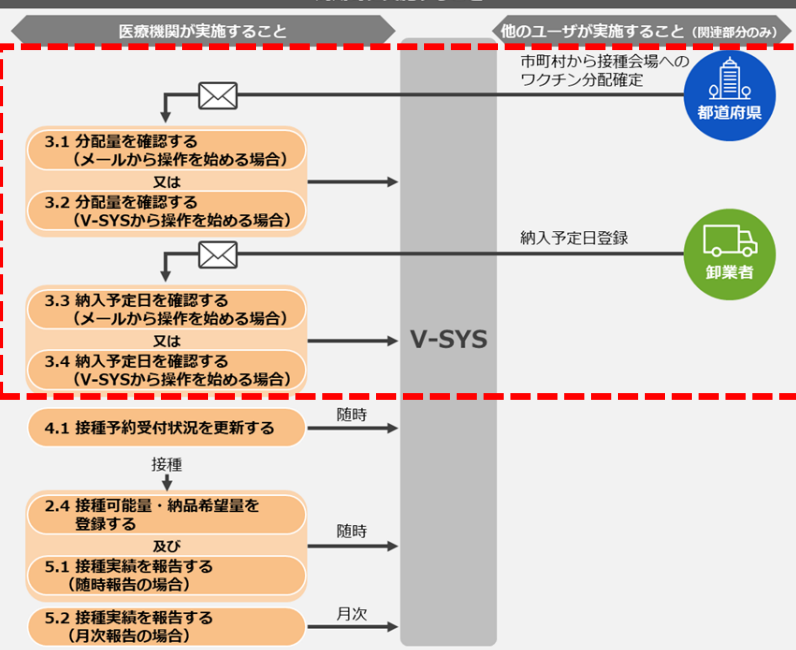 医療機関が実施すること
他のユーザが実施すること（関連部分のみ）
市町村から接種会場への
ワクチン分配確定
都道府県
3.1 分配量を確認する
（メールから操作を始める場合）
又は
3.2 分配量を確認する
（V-SYSから操作を始める場合）
納入予定日登録
卸業者
3.3 納入予定日を確認する
（メールから操作を始める場合）
又は
3.4 納入予定日を確認する
（V-SYSから操作を始める場合）
V-SYS
4.1 接種予約受付状況を更新する
随時
接種
2.4 接種可能量・納品希望量を
登録する
及び
5.1 接種実績を報告する
（随時報告の場合）
随時
5.2 接種実績を報告する
（月次報告の場合）
月次